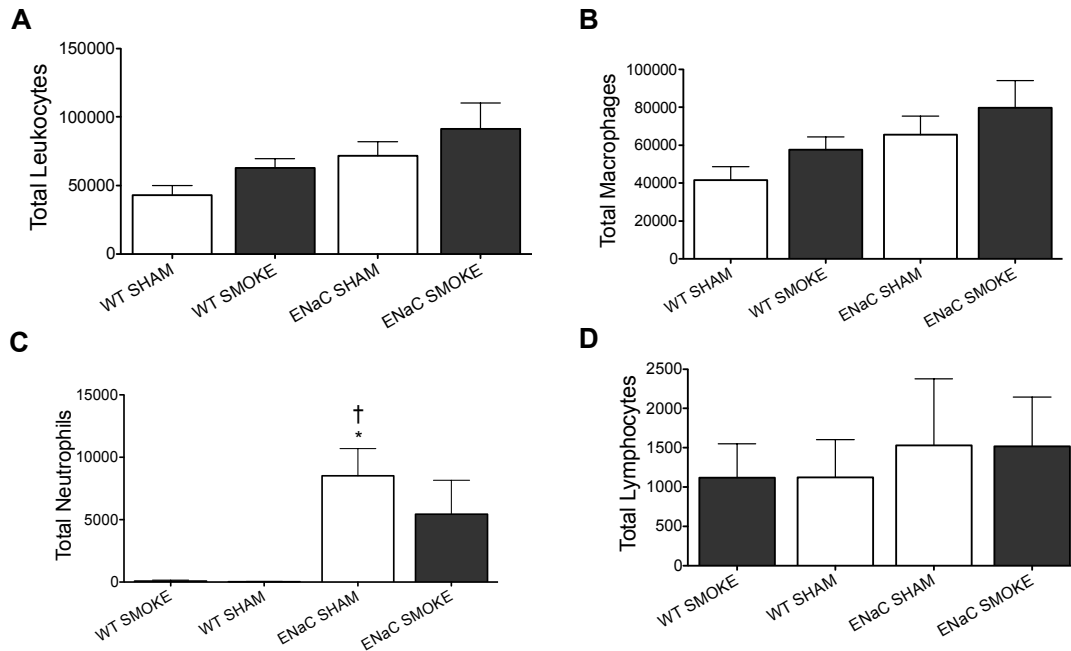 A
Total Leukocytes
150000
100000
50000
0
WT SHAM
WT SMOKE
ENaC SHAM
ENaC SMOKE
B
Total Macrophages
100000
80000
60000
40000
20000
0
WT SHAM
WT SMOKE
ENaC SHAM
ENaC SMOKE
C
Total Neutrophils
15000
10000
5000
0
†
*
WT SMOKE
WT SHAM
ENaC SHAM
ENaC SMOKE
D
Total Lymphocytes
2500
2000
1500
1000
500
0
WT SMOKE
WT SHAM
ENaC SHAM
ENaC SMOKE